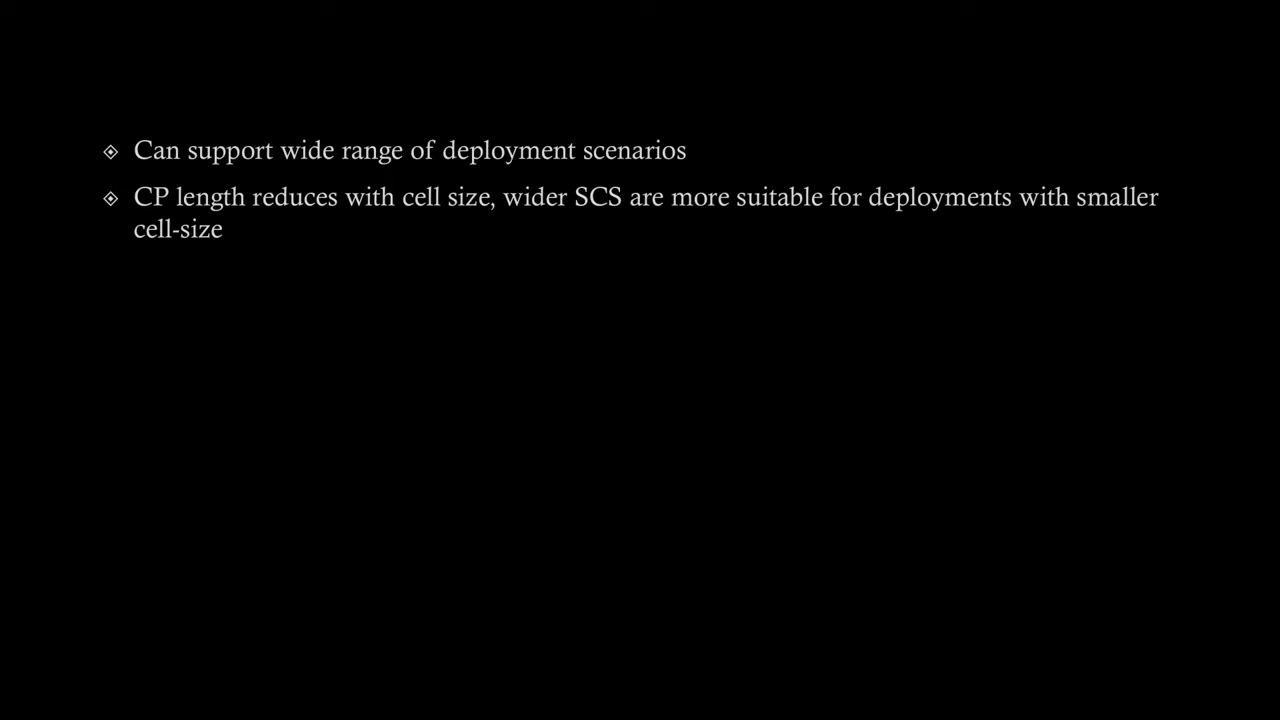 Can support wide range of deployment scenarios
CP length reduces with cell size, wider SCS are more suitable for deployments with smaller
cell-size